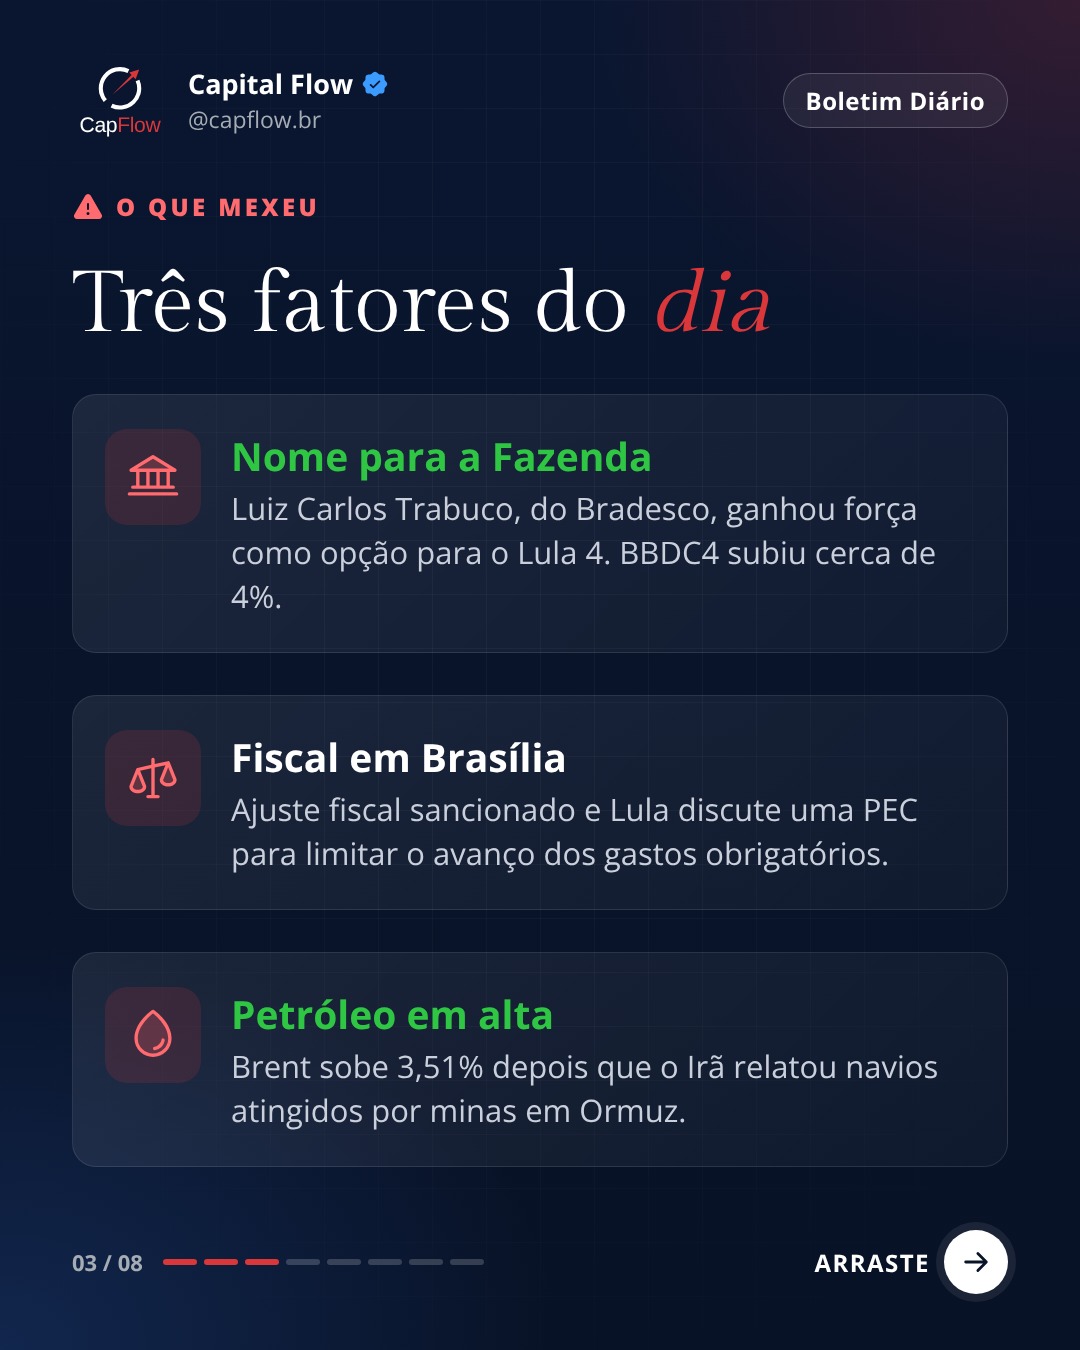 CapFlow
Capital Flow
@capflow.br
Boletim Diário
O QUE MEXEU
Três fatores do dia
Nome para a Fazenda
Luiz Carlos Trabuco, do Bradesco, ganhou força
como opção para o Lula 4. BBDC4 subiu cerca de
4%.
Fiscal em Brasília
Ajuste fiscal sancionado e Lula discute uma PEC
para limitar o avanço dos gastos obrigatórios.
Petróleo em alta
Brent sobe 3,51% depois que o Irã relatou navios
atingidos por minas em Ormuz.
03 / 08
ARRASTE